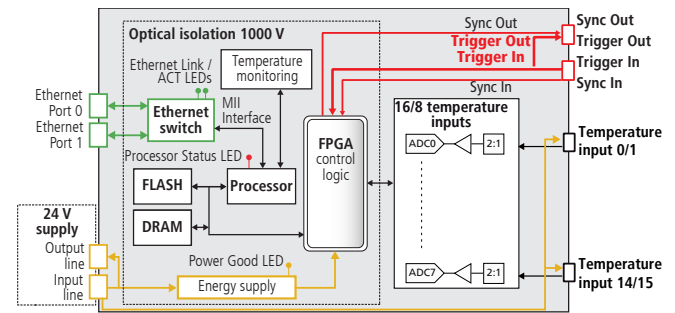 Optical isolation 1000 V
Sync Out
Sync Out
Trigger Out
Trigger Out
Trigger In
Trigger In
Sync In
Sync In
Ethernet Link /
ACT LEDs
Temperature
monitoring
Ethernet
Port 0
Ethernet
Port 1
Ethernet
switch
MII
Interface
16/8 temperature
inputs
FPGA
control
logic
ADC0
2:1
Temperature
input 0/1
Processor Status LED
FLASH
Processor
DRAM
24 V
supply
Output
line
Input
line
Power Good LED
Energy supply
ADC7
2:1
Temperature
input 14/15